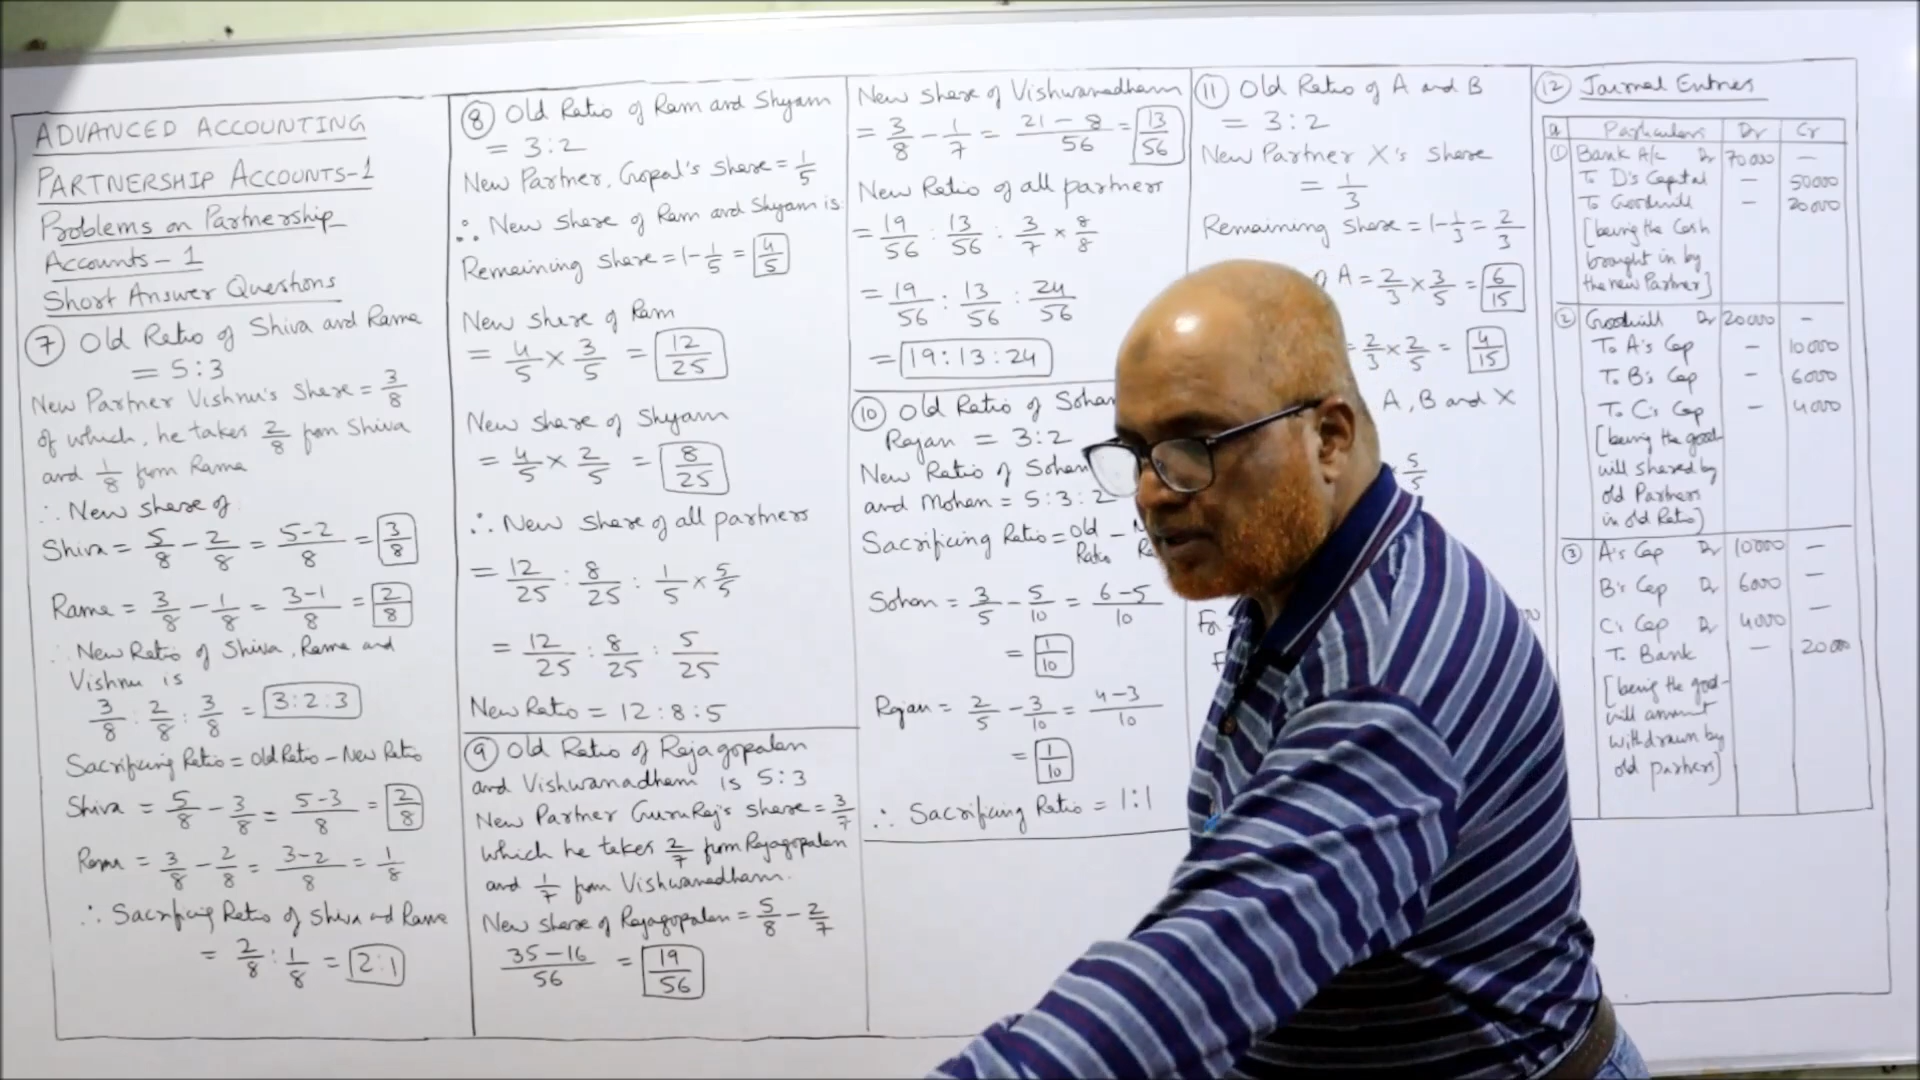 ADVANCED ACCOUNTING
PARTNERSHIP ACCOUNTS-1
Problems on Partnership
Accounts-1
Short Answer Questions
⑦ Old Ratio of Shiva and Rama
= 5:3
New Partner Vishnu's Share = 3/8
of which, he takes 2/8 from Shiva
and 1/8 from Rama
∴ New Share of
Shiva = 5/8 - 2/8 = 5-2/8 = 3/8
Rama = 3/8 - 1/8 = 3-1/8 = 2/8
∴ New Ratio of Shiva, Rama and
Vishnu is
3/8 : 2/8 : 3/8 = 3:2:3
Sacrificing Ratio = Old Ratio - New Ratio
Shiva = 5/8 - 3/8 = 5-3/8 = 2/8
Rama = 3/8 - 2/8 = 3-2/8 = 1/8
∴ Sacrificing Ratio of Shiva and Rama
= 2/8 : 1/8 = 2:1
⑧ Old Ratio of Ram and Shyam
= 3:2
New Partner, Gopal's Share = 1/5
∴ New Share of Ram and Shyam is:
Remaining Share = 1 - 1/5 = 4/5
New Share of Ram
= 4/5 × 3/5 = 12/25
New Share of Shyam
= 4/5 × 2/5 = 8/25
∴ New Share of all partners
= 12/25 : 8/25 : 1/5 × 5/5
= 12/25 : 8/25 : 5/25
New Ratio = 12:8:5
⑨ Old Ratio of Rajagopalan
and Vishwanadham is 5:3
New Partner GuruRaj's Share = 3/7
which he takes 2/7 from Rajagopalan
and 1/7 from Vishwanadham.
New Share of Rajagopalan = 5/8 - 2/7
35-16/56 = 19/56
New Share of Vishwanadham
= 3/8 - 1/7 = 21-8/56 = 13/56
New Ratio of all partners
= 19/56 : 13/56 : 3/7 × 8/8
= 19/56 : 13/56 : 24/56
= 19:13:24
⑩ Old Ratio of Sohan
Rajan = 3:2
New Ratio of Sohan
and Mohan = 5:3:2
Sacrificing Ratio = Old Ratio -
Sohan = 3/5 - 5/10 = 6-5/10
= 1/10
Rajan = 2/5 - 3/10 = 4-3/10
= 1/10
∴ Sacrificing Ratio = 1:1
⑪ Old Ratio of A and B
= 3:2
New Partner X's Share
= 1/3
Remaining Share = 1 - 1/3 = 2/3
A = 2/3 × 3/5 = 6/15
= 2/3 × 2/5 = 4/15
A, B and X
5/5
For
⑫ Journal Entries
Particulars Dr Cr
① Bank A/c Dr 70000 —
To D's Capital — 50000
To Goodwill — 20000
[being the Cash
brought in by
the new Partner]
② Goodwill Dr 20000 —
To A's Cap — 10000
To B's Cap — 6000
To C's Cap — 4000
[being the good-
will shared by
old Partners
in old Ratio]
③ A's Cap Dr 10000 —
B's Cap Dr 6000 —
C's Cap Dr 4000 —
To Bank — 20000
[being the good-
will amount
withdrawn by
old partners]